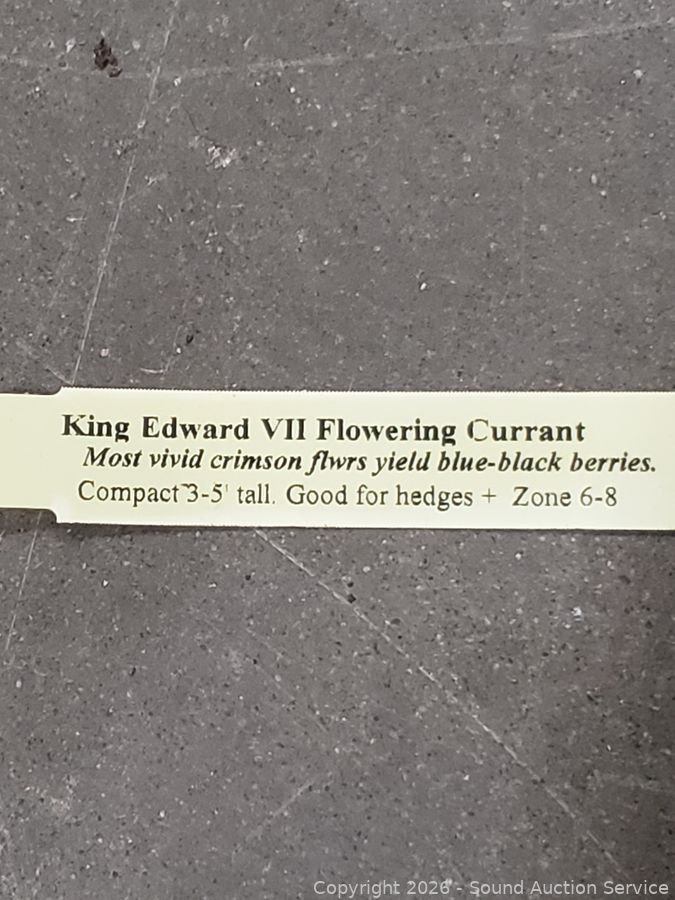 King Edward VII Flowering Currant
Most vivid crimson flwrs yield blue-black berries.
Compact 3-5' tall. Good for hedges + Zone 6-8
Copyright 2026 - Sound Auction Service